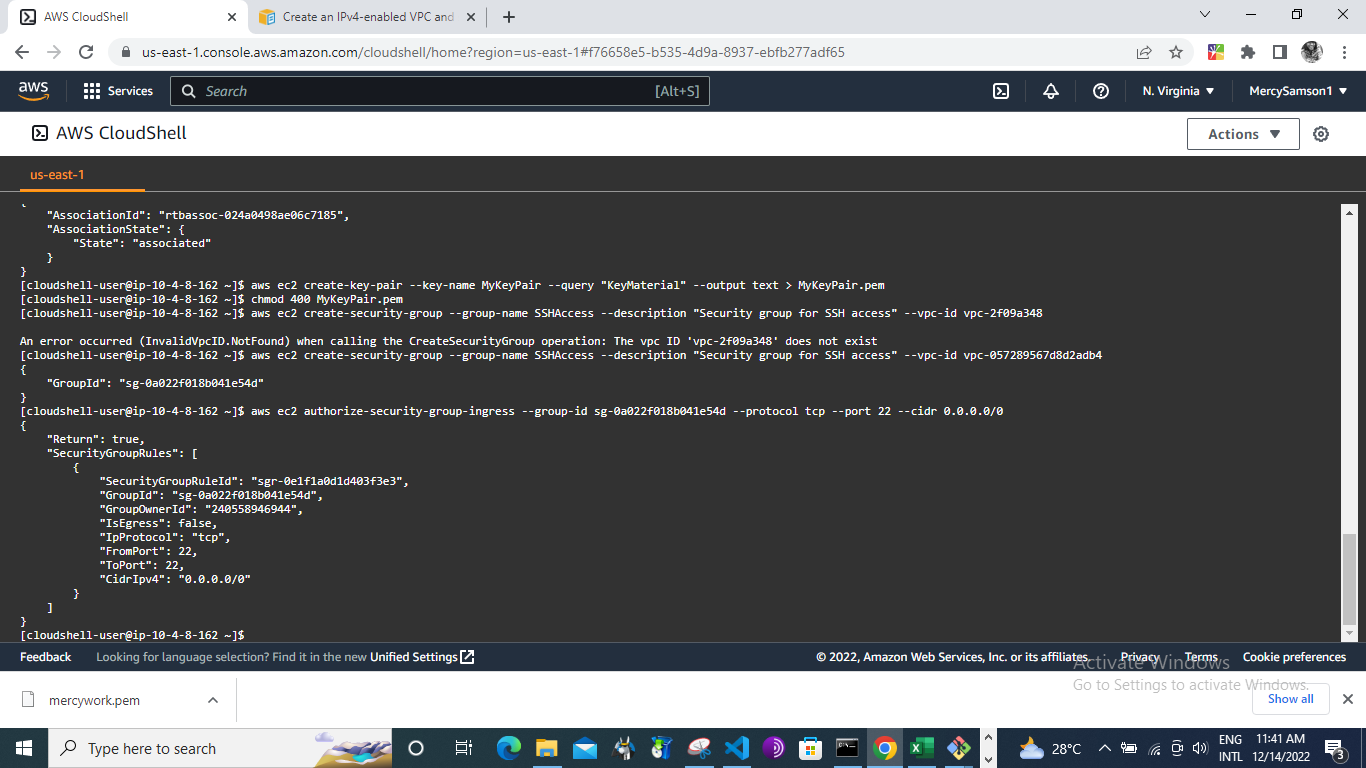 AWS CloudShell
Create an IPv4-enabled VPC and
us-east-1.console.aws.amazon.com/cloudshell/home?region=us-east-1#f76658e5-b535-4d9a-8937-ebfb277adf65
aws
Services
Search
[Alt+S]
N. Virginia
MercySamson1
AWS CloudShell
Actions
us-east-1
{
"AssociationId": "rtbassoc-024a0498ae06c7185",
"AssociationState": {
"State": "associated"
}
}
[cloudshell-user@ip-10-4-8-162 ~]$ aws ec2 create-key-pair --key-name MyKeyPair --query "KeyMaterial" --output text > MyKeyPair.pem
[cloudshell-user@ip-10-4-8-162 ~]$ chmod 400 MyKeyPair.pem
[cloudshell-user@ip-10-4-8-162 ~]$ aws ec2 create-security-group --group-name SSHAccess --description "Security group for SSH access" --vpc-id vpc-2f09a348
An error occurred (InvalidVpcID.NotFound) when calling the CreateSecurityGroup operation: The vpc ID 'vpc-2f09a348' does not exist
[cloudshell-user@ip-10-4-8-162 ~]$ aws ec2 create-security-group --group-name SSHAccess --description "Security group for SSH access" --vpc-id vpc-057289567d8d2adb4
{
"GroupId": "sg-0a022f018b041e54d"
}
[cloudshell-user@ip-10-4-8-162 ~]$ aws ec2 authorize-security-group-ingress --group-id sg-0a022f018b041e54d --protocol tcp --port 22 --cidr 0.0.0.0/0
{
"Return": true,
"SecurityGroupRules": [
{
"SecurityGroupRuleId": "sgr-0e1f1a0d1d403f3e3",
"GroupId": "sg-0a022f018b041e54d",
"GroupOwnerId": "240558946944",
"IsEgress": false,
"IpProtocol": "tcp",
"FromPort": 22,
"ToPort": 22,
"CidrIpv4": "0.0.0.0/0"
}
]
}
[cloudshell-user@ip-10-4-8-162 ~]$
Feedback
Looking for language selection? Find it in the new Unified Settings
© 2022, Amazon Web Services, Inc. or its affiliates.
Privacy
Terms
Cookie preferences
Activate Windows
Go to Settings to activate Windows.
mercywork.pem
Show all
Type here to search
28°C
ENG
INTL
11:41 AM
12/14/2022
3